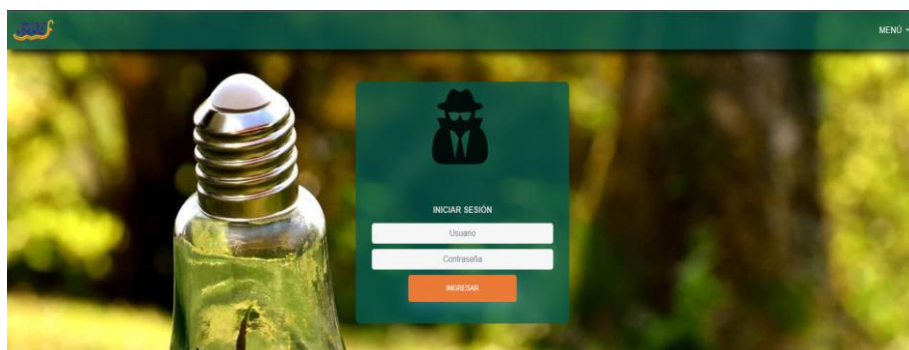 MENÚ
INICIAR SESIÓN
Usuario
Contraseña
INGRESAR